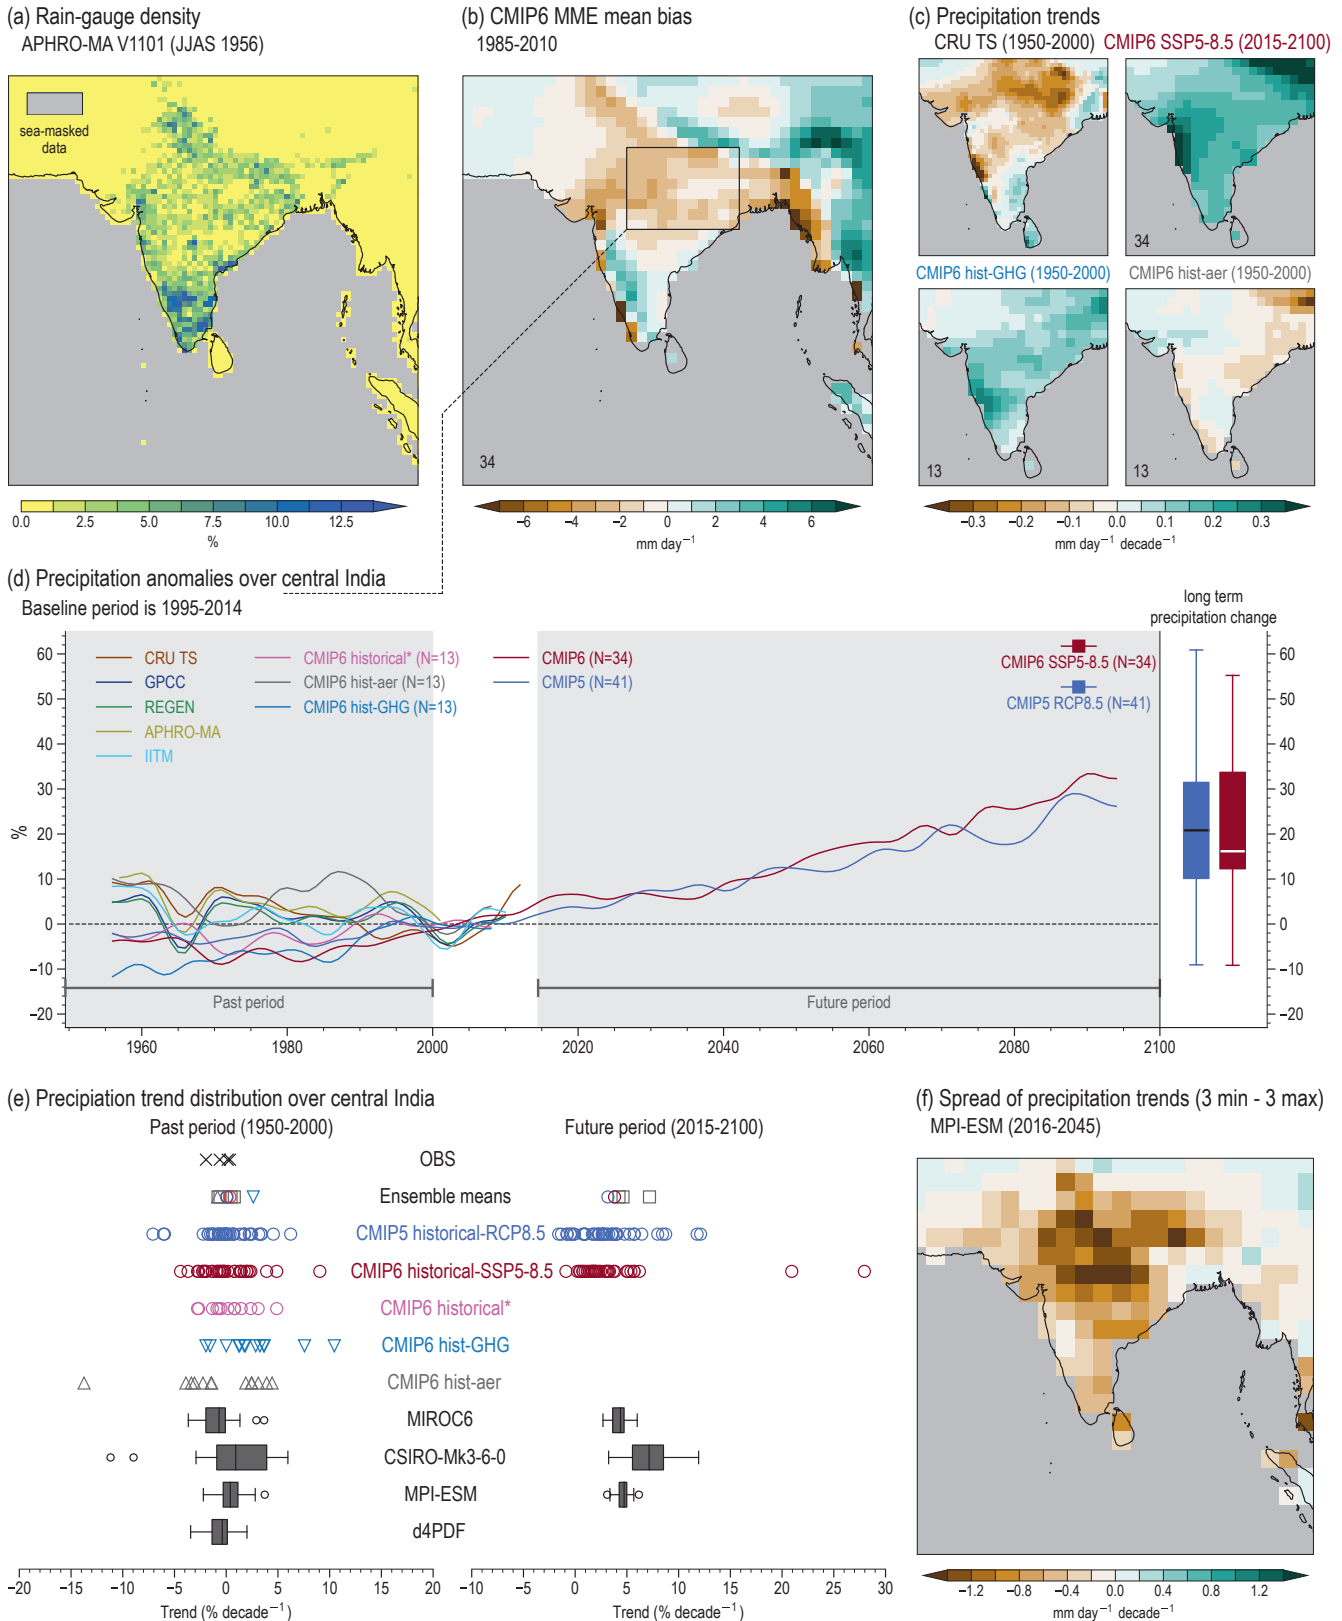 (a) Rain-gauge density
APHRO-MA V1101 (JJAS 1956)
sea-masked
data
0.0 2.5 5.0 7.5 10.0 12.5
%
(b) CMIP6 MME mean bias
1985-2010
34
−6 −4 −2 0 2 4 6
mm day−1
(c) Precipitation trends
CRU TS (1950-2000) CMIP6 SSP5-8.5 (2015-2100)
34
CMIP6 hist-GHG (1950-2000) CMIP6 hist-aer (1950-2000)
13 13
−0.3 −0.2 −0.1 0.0 0.1 0.2 0.3
mm day−1 decade−1
(d) Precipitation anomalies over central India
Baseline period is 1995-2014
long term
precipitation change
CRU TS
GPCC
REGEN
APHRO-MA
IITM
CMIP6 historical* (N=13)
CMIP6 hist-aer (N=13)
CMIP6 hist-GHG (N=13)
CMIP6 (N=34)
CMIP5 (N=41)
CMIP6 SSP5-8.5 (N=34)
CMIP5 RCP8.5 (N=41)
60
50
40
30
20
10
0
−10
−20
%
60
50
40
30
20
10
0
−10
−20
Past period
Future period
1960 1980 2000 2020 2040 2060 2080 2100
(e) Precipiation trend distribution over central India
Past period (1950-2000) Future period (2015-2100)
OBS
Ensemble means
CMIP5 historical-RCP8.5
CMIP6 historical-SSP5-8.5
CMIP6 historical*
CMIP6 hist-GHG
CMIP6 hist-aer
MIROC6
CSIRO-Mk3-6-0
MPI-ESM
d4PDF
−20 −15 −10 −5 0 5 10 15 20
Trend (% decade−1)
−10 −5 0 5 10 15 20 25 30
Trend (% decade−1)
(f) Spread of precipitation trends (3 min - 3 max)
MPI-ESM (2016-2045)
−1.2 −0.8 −0.4 0.0 0.4 0.8 1.2
mm day−1 decade−1